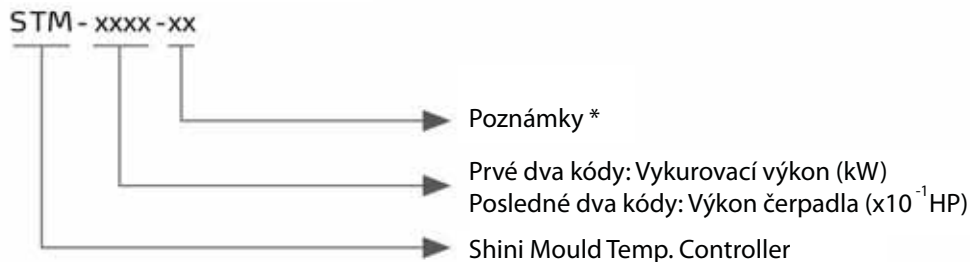 STM - xxxx - xx
Poznámky *
Prvé dva kódy: Vykurovací výkon (kW)
Posledné dva kódy: Výkon čerpadla (x10⁻¹HP)
Shini Mould Temp. Controller